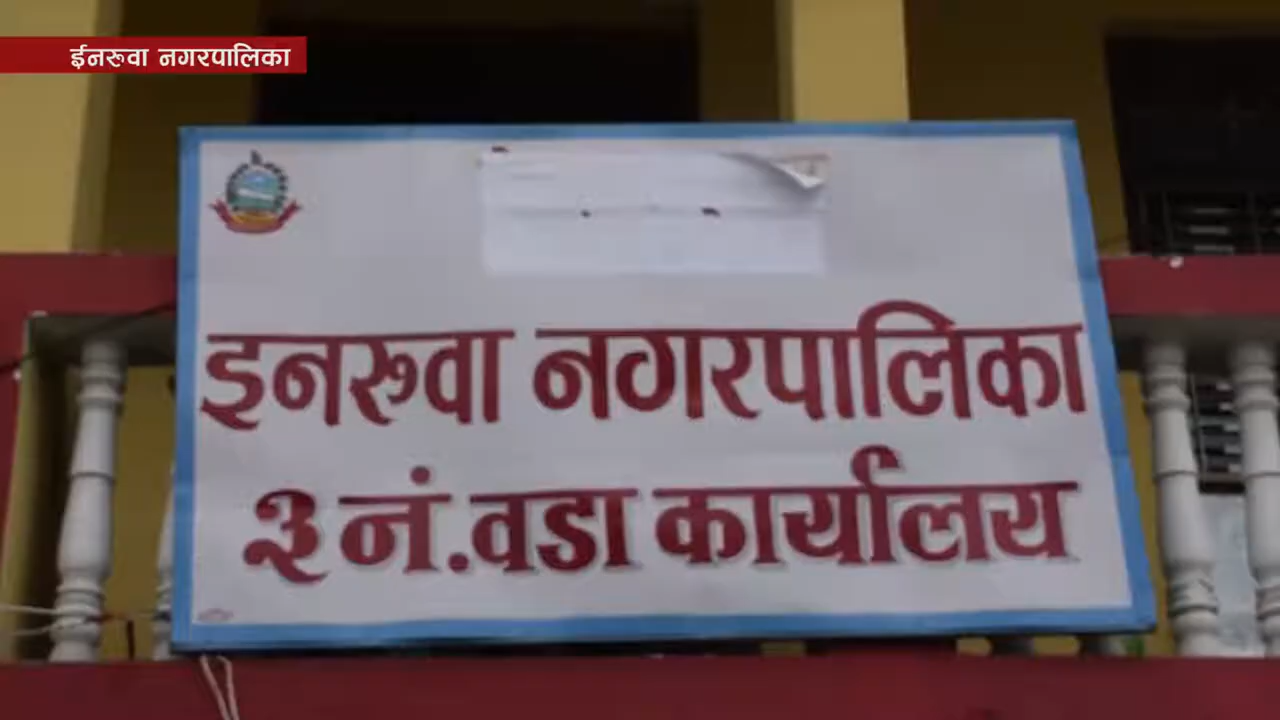 ईनरूवा नगरपालिका
इनरुवा नगरपालिका
३ नं. वडा कार्यालय